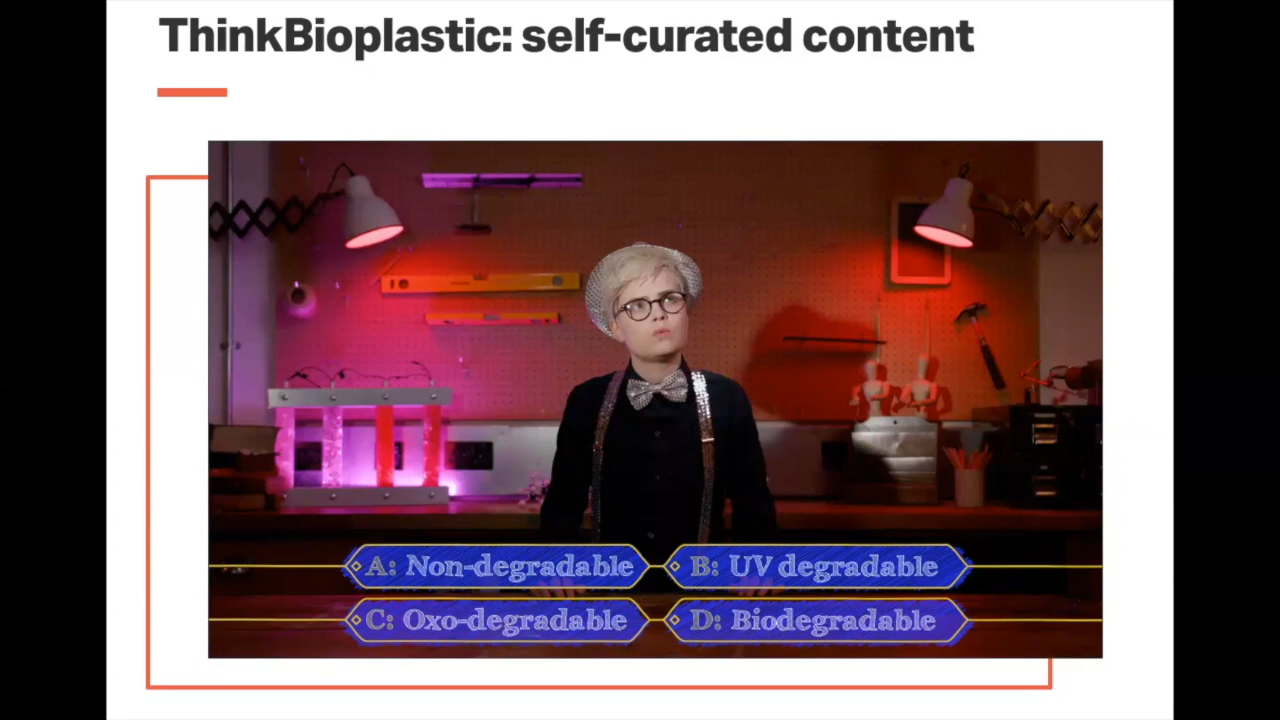 ThinkBioplastic: self-curated content
A: Non-degradable
B: UV degradable
C: Oxo-degradable
D: Biodegradable